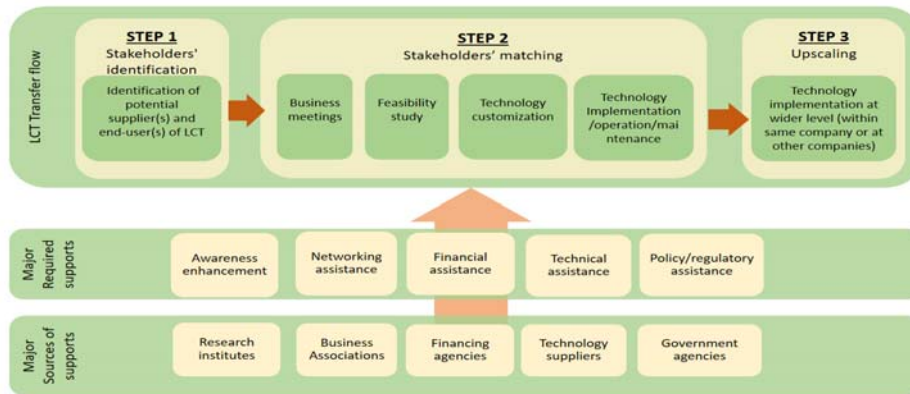 LCT Transfer flow
STEP 1
Stakeholders'
identification
Identification of
potential
supplier(s) and
end-user(s) of LCT
STEP 2
Stakeholders' matching
Business
meetings
Feasibility
study
Technology
customization
Technology
Implementation
/operation/mai
ntenance
STEP 3
Upscaling
Technology
implementation at
wider level (within
same company or at
other companies)
Major
Required
supports
Awareness
enhancement
Networking
assistance
Financial
assistance
Technical
assistance
Policy/regulatory
assistance
Major
Sources of
supports
Research
institutes
Business
Associations
Financing
agencies
Technology
suppliers
Government
agencies